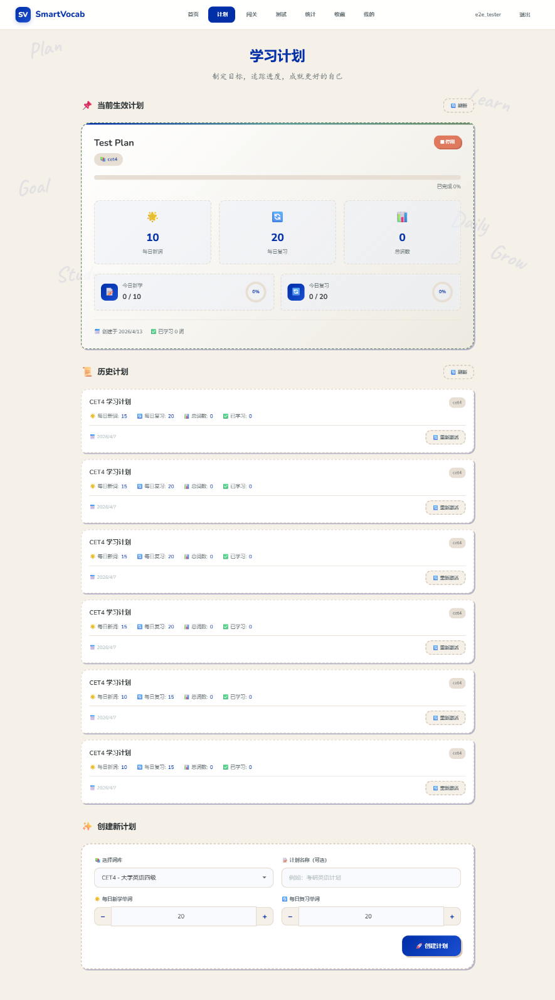 SV SmartVocab 首页 计划 闯关 测试 统计 收藏 我的 e2e_tester 退出
Plan
学习计划
制定目标，追踪进度，成就更好的自己
Learn
当前生效计划 刷新
Test Plan 停用
cet4
已完成 0%
Goal
10 20 0
每日新词 每日复习 总词数
Daily
Grow
Stu
今日新学 今日复习
0 / 10 0% 0 / 20 0%
创建于 2026/4/13 已学习 0 词
历史计划 刷新
CET4 学习计划 cet4
每日新词: 15 每日复习: 20 总词数: 0 已学习: 0
2026/4/7 重新激活
CET4 学习计划 cet4
每日新词: 15 每日复习: 20 总词数: 0 已学习: 0
2026/4/7 重新激活
CET4 学习计划 cet4
每日新词: 15 每日复习: 20 总词数: 0 已学习: 0
2026/4/7 重新激活
CET4 学习计划 cet4
每日新词: 15 每日复习: 20 总词数: 0 已学习: 0
2026/4/7 重新激活
CET4 学习计划 cet4
每日新词: 10 每日复习: 15 总词数: 0 已学习: 0
2026/4/7 重新激活
CET4 学习计划 cet4
每日新词: 10 每日复习: 15 总词数: 0 已学习: 0
2026/4/7 重新激活
创建新计划
选择词库 计划名称（可选）
CET4 - 大学英语四级 例如：考研英语计划
每日新学单词 每日复习单词
− 20 + − 20 +
创建计划